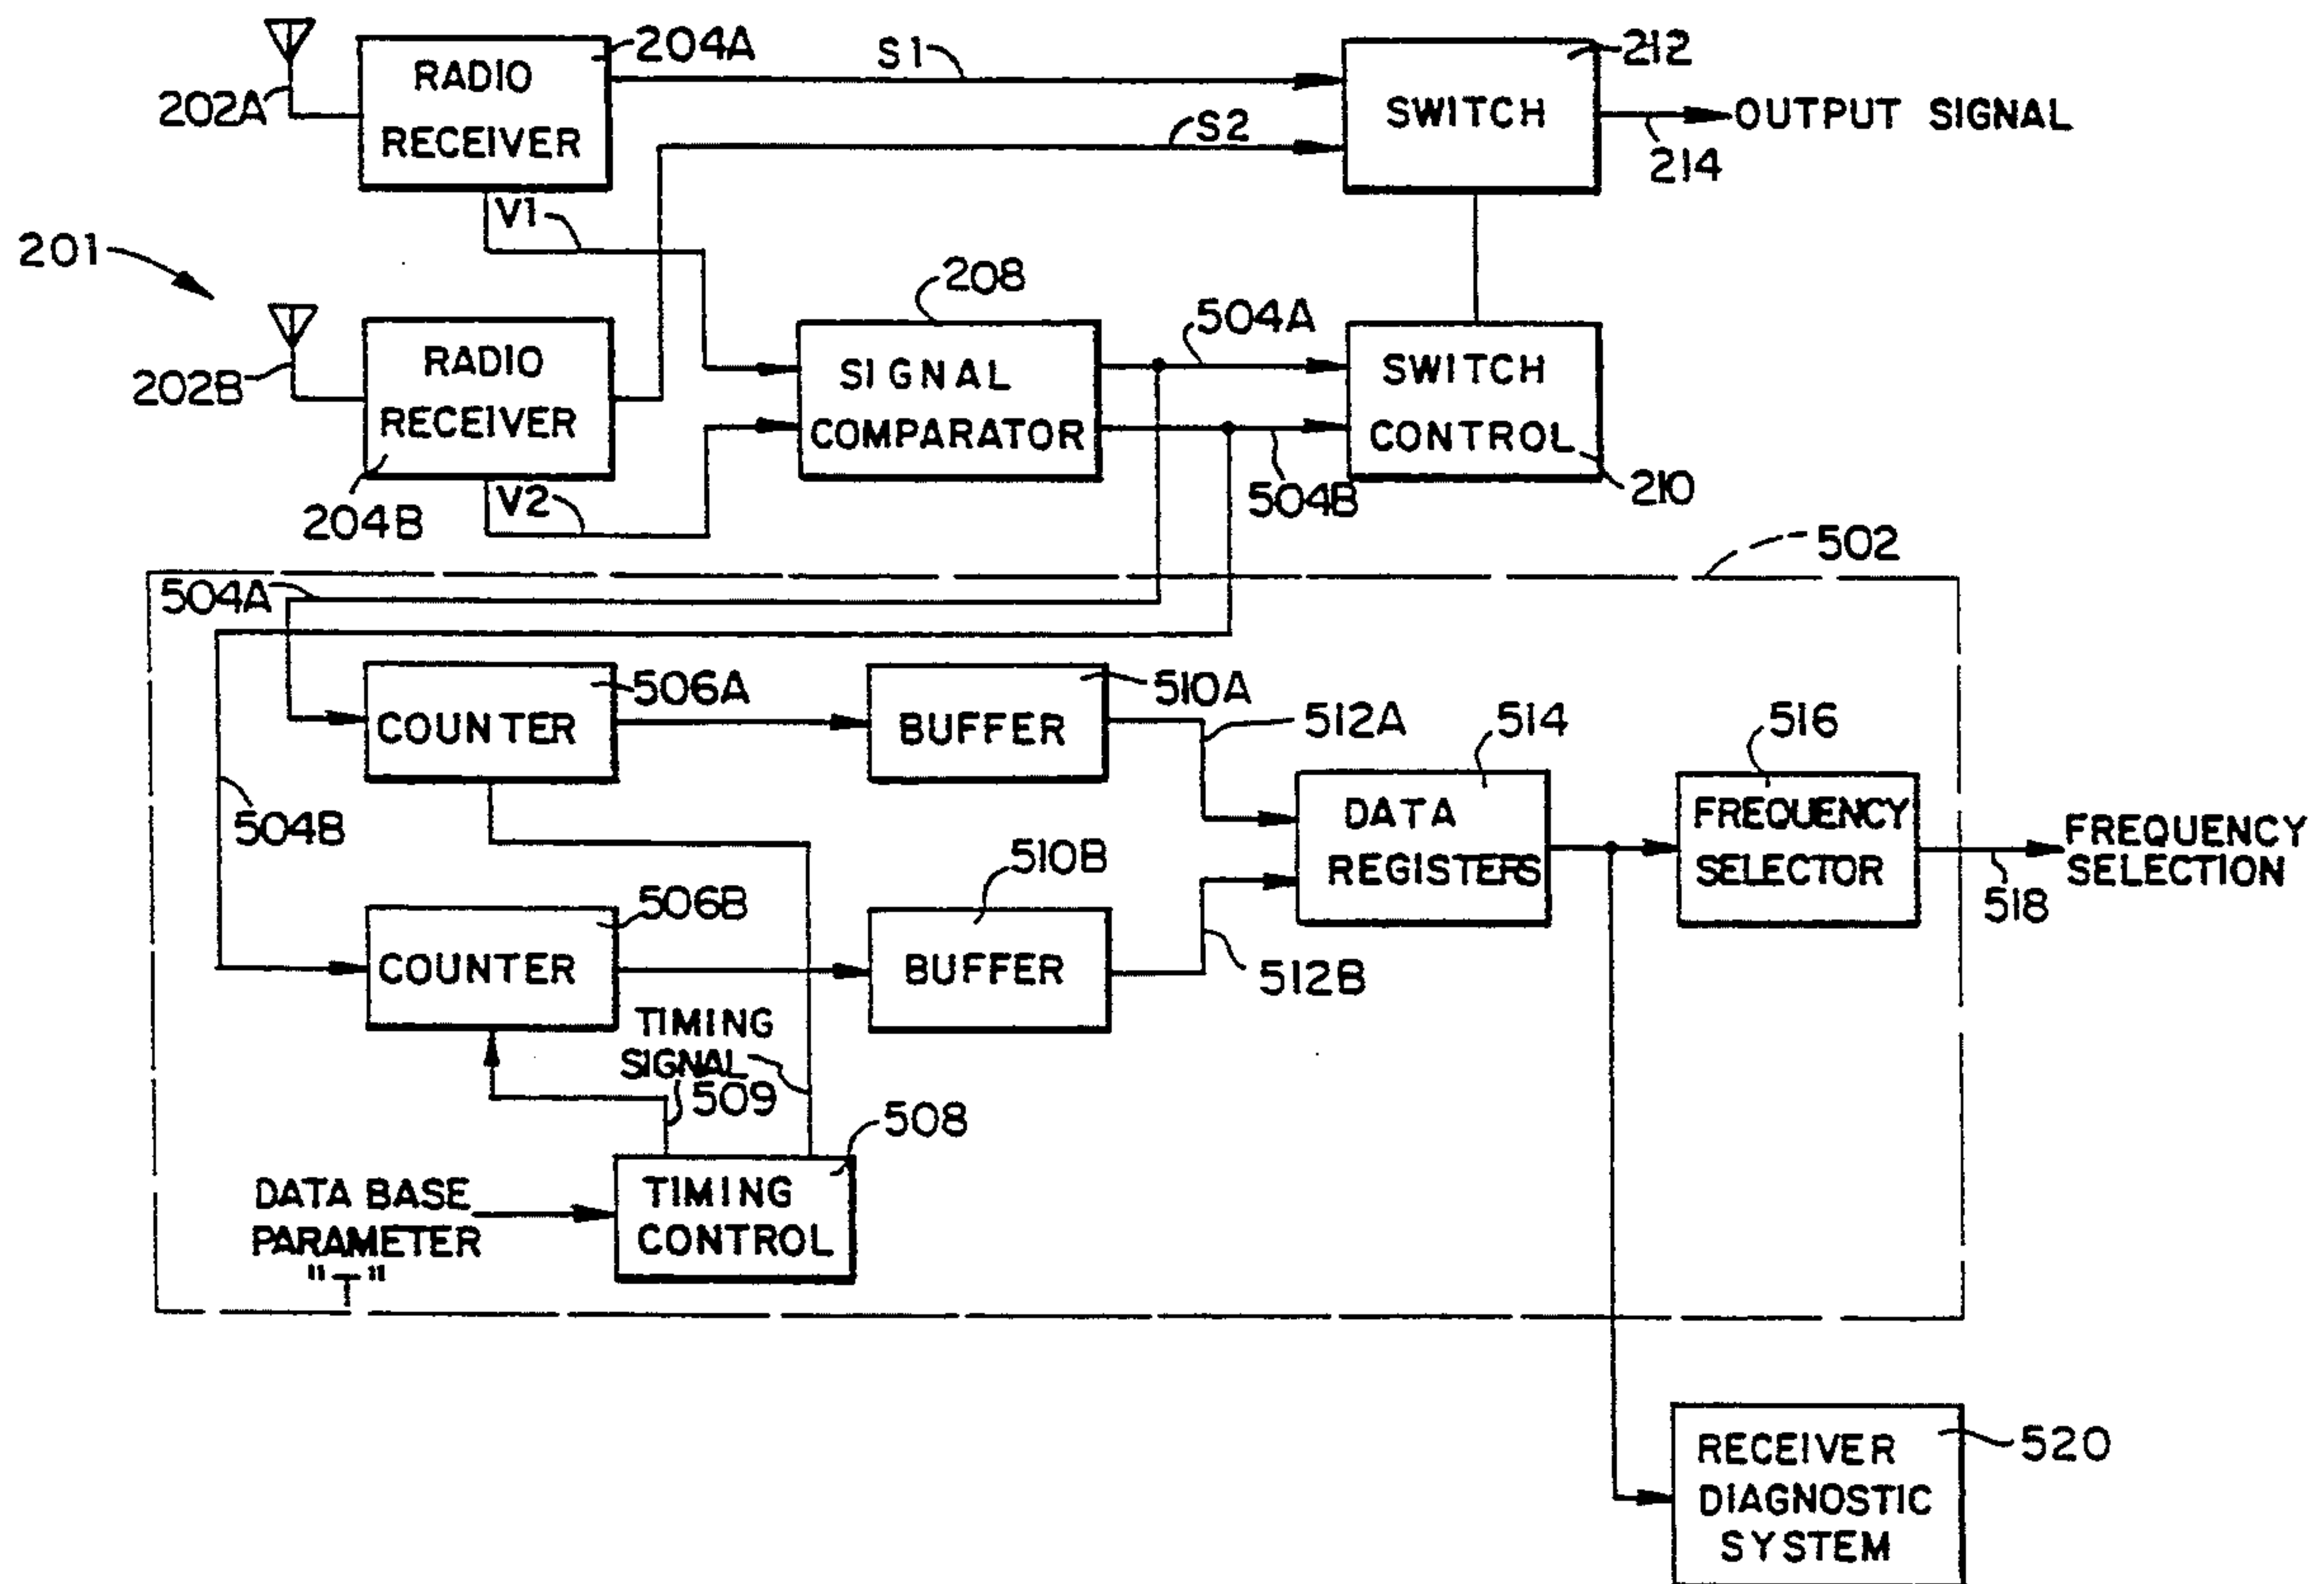 204A
RADIO
RECEIVER
202A
S1
S2
212
SWITCH
OUTPUT SIGNAL
214
V1
201
208
504A
RADIO
RECEIVER
202B
204B
V2
SIGNAL
COMPARATOR
SWITCH
CONTROL
504B
210
502
504A
504B
506A
COUNTER
510A
BUFFER
512A
514
DATA
REGISTERS
516
FREQUENCY
SELECTOR
FREQUENCY
SELECTION
518
506B
COUNTER
510B
BUFFER
512B
TIMING
SIGNAL
509
508
DATA BASE
PARAMETER
"T"
TIMING
CONTROL
RECEIVER
DIAGNOSTIC
SYSTEM
520